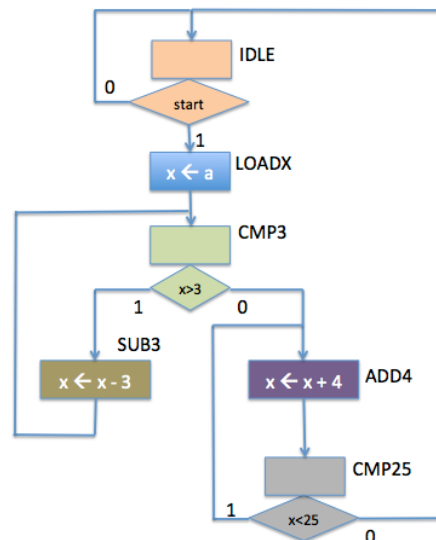 IDLE
0
start
1
LOADX
x ← a
CMP3
x>3
1
0
SUB3
x ← x - 3
x ← x + 4
ADD4
CMP25
1
x<25
0